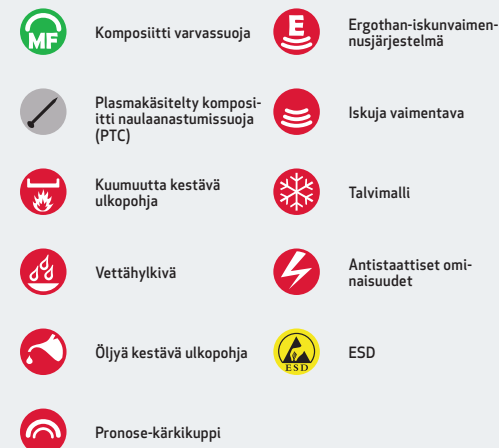 MF
Komposiitti varvassuoja
Plasmakäsitelty komposi-
itti naulaanastumissuoja
(PTC)
Kuumuutta kestävä
ulkopohja
Vettähylkivä
Öljyä kestävä ulkopohja
Pronose-kärkikuppi
E
Ergothan-iskunvaimen-
nusjärjestelmä
Iskuja vaimentava
Talvimalli
Antistaattiset omi-
naisuudet
ESD
ESD